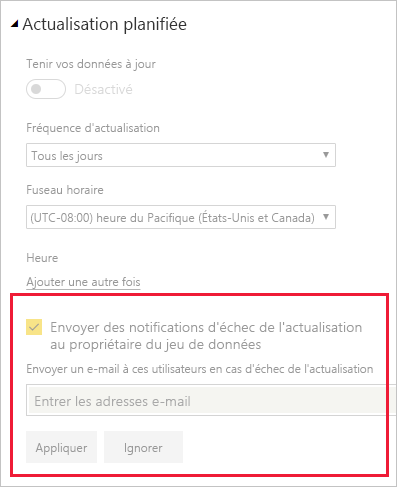 Actualisation planifiée
Tenir vos données à jour
Désactivé
Fréquence d'actualisation
Tous les jours
Fuseau horaire
(UTC-08:00) heure du Pacifique (États-Unis et Canada)
Heure
Ajouter une autre fois
Envoyer des notifications d'échec de l'actualisation
au propriétaire du jeu de données
Envoyer un e-mail à ces utilisateurs en cas d'échec de l'actualisation
Entrer les adresses e-mail
Appliquer Ignorer